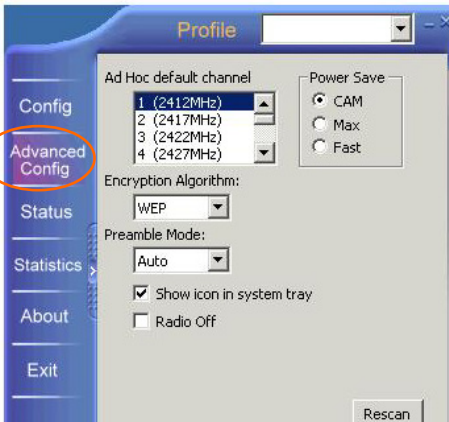 Profile
Config
Advanced
Config
Status
Statistics
About
Exit
Ad Hoc default channel
1 (2412MHz)
2 (2417MHz)
3 (2422MHz)
4 (2427MHz)
Power Save
CAM
Max
Fast
Encryption Algorithm:
WEP
Preamble Mode:
Auto
Show icon in system tray
Radio Off
Rescan